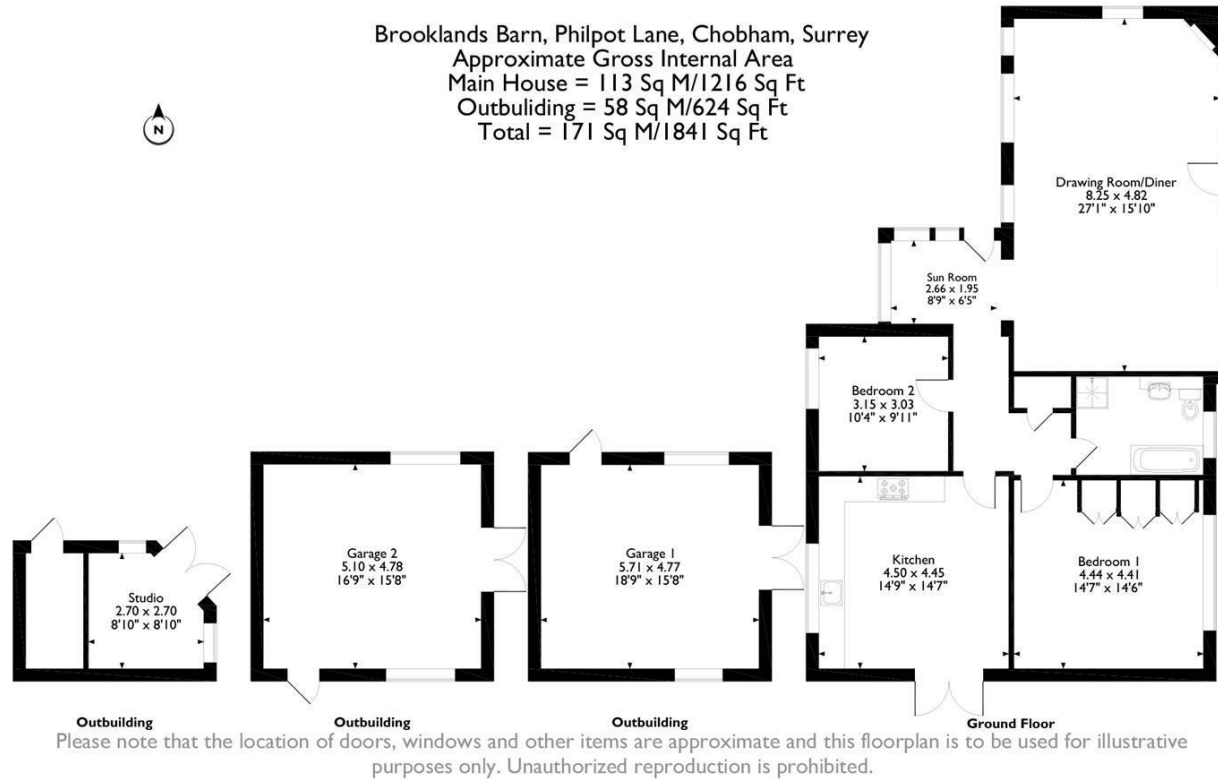 Brooklands Barn, Philpot Lane, Chobham, Surrey
Approximate Gross Internal Area
Main House = 113 Sq M/1216 Sq Ft
Outbuliding = 58 Sq M/624 Sq Ft
Total = 171 Sq M/1841 Sq Ft
N
Drawing Room/Diner
8.25 x 4.82
27'1" x 15'10"
Sun Room
2.66 x 1.95
8'9" x 6'5"
Bedroom 2
3.15 x 3.03
10'4" x 9'11"
Garage 2
5.10 x 4.78
16'9" x 15'8"
Garage 1
5.71 x 4.77
18'9" x 15'8"
Kitchen
4.50 x 4.45
14'9" x 14'7"
Bedroom 1
4.44 x 4.41
14'7" x 14'6"
Studio
2.70 x 2.70
8'10" x 8'10"
Outbuilding
Outbuilding
Outbuilding
Ground Floor
Please note that the location of doors, windows and other items are approximate and this floorplan is to be used for illustrative
purposes only. Unauthorized reproduction is prohibited.